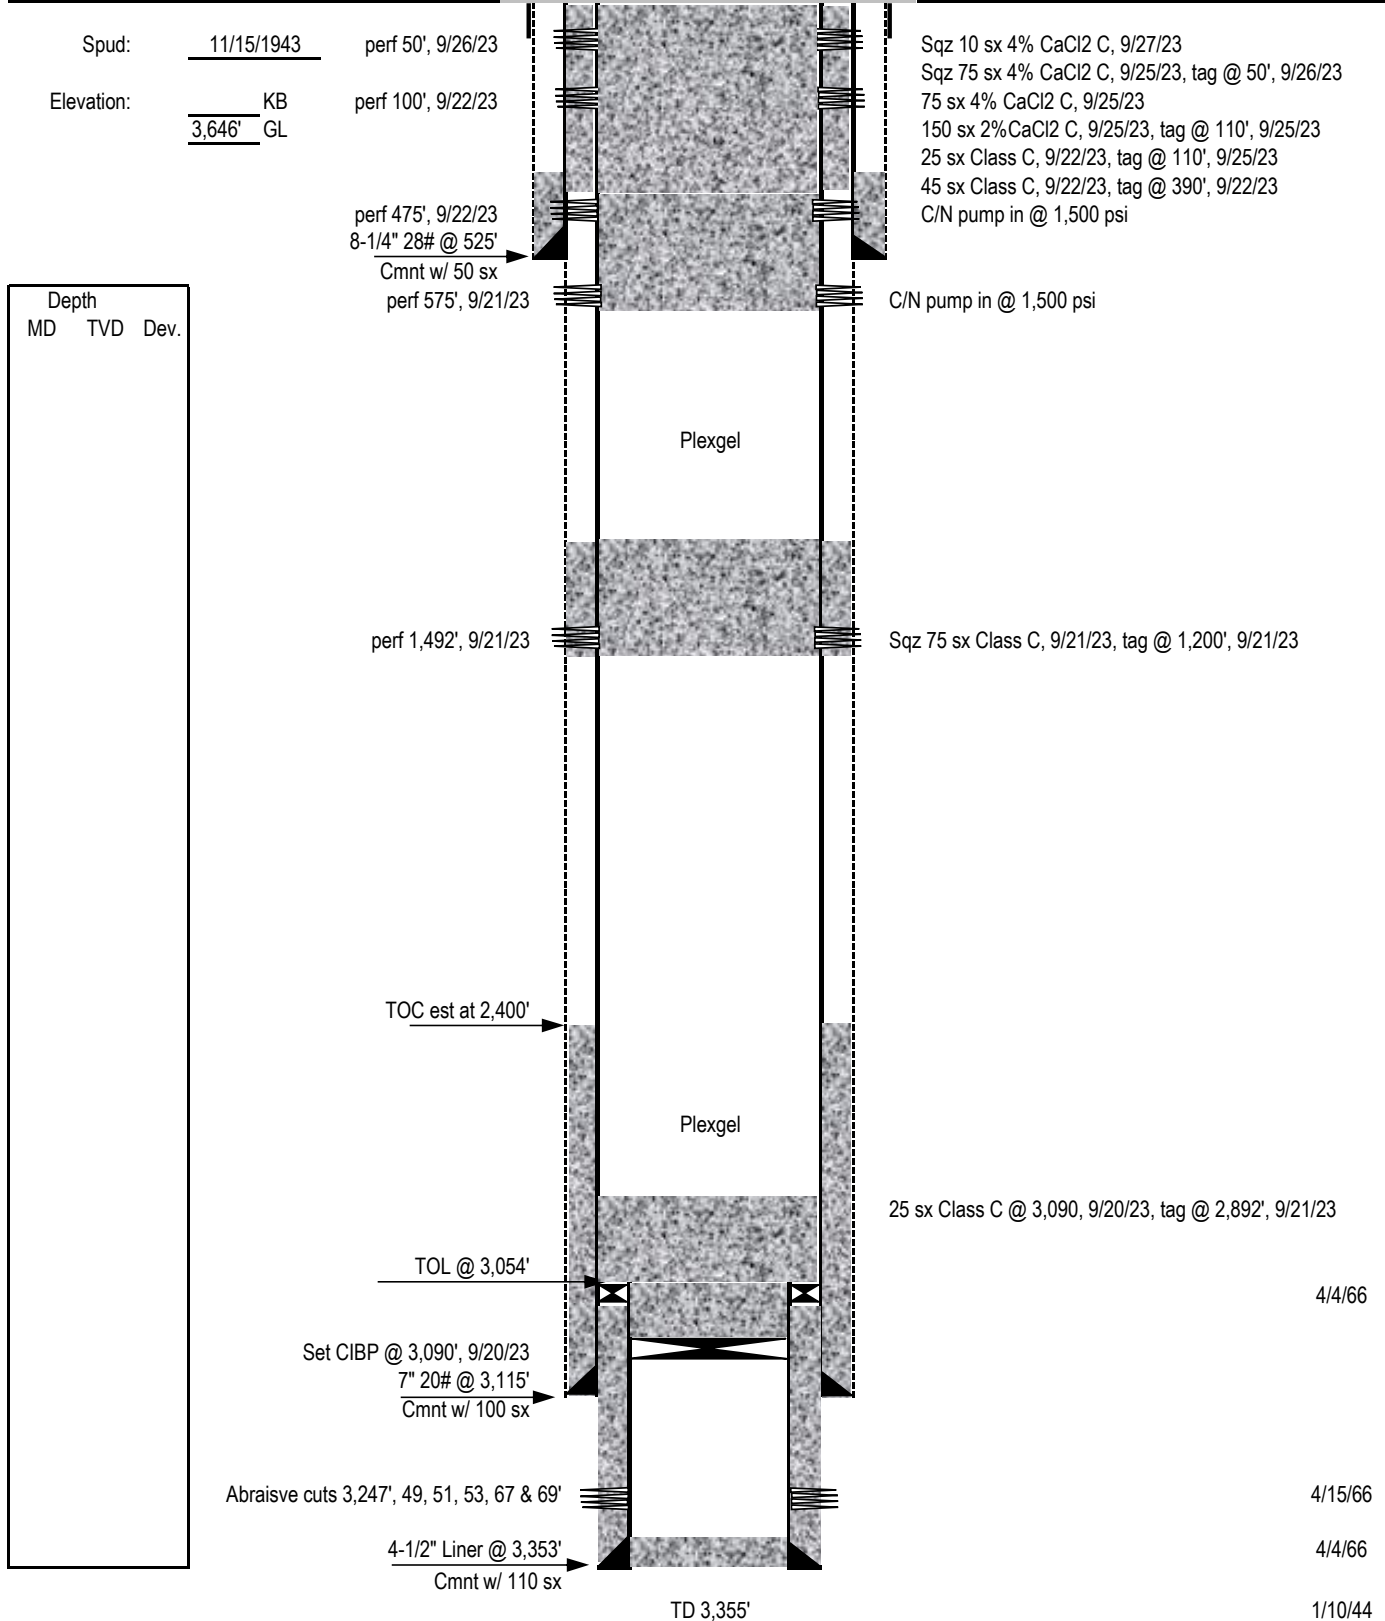 Spud: 11/15/1943 perf 50', 9/26/23 Sqz 10 sx 4% CaCl2 C, 9/27/23
Sqz 75 sx 4% CaCl2 C, 9/25/23, tag @ 50', 9/26/23
Elevation: KB perf 100', 9/22/23 75 sx 4% CaCl2 C, 9/25/23
3,646' GL 150 sx 2%CaCl2 C, 9/25/23, tag @ 110', 9/25/23
25 sx Class C, 9/22/23, tag @ 110', 9/25/23
45 sx Class C, 9/22/23, tag @ 390', 9/22/23
perf 475', 9/22/23 C/N pump in @ 1,500 psi
8-1/4" 28# @ 525'
Cmnt w/ 50 sx
Depth perf 575', 9/21/23 C/N pump in @ 1,500 psi
MD TVD Dev.
Plexgel
perf 1,492', 9/21/23 Sqz 75 sx Class C, 9/21/23, tag @ 1,200', 9/21/23
TOC est at 2,400'
Plexgel
25 sx Class C @ 3,090, 9/20/23, tag @ 2,892', 9/21/23
TOL @ 3,054'
4/4/66
Set CIBP @ 3,090', 9/20/23
7" 20# @ 3,115'
Cmnt w/ 100 sx
Abraisve cuts 3,247', 49, 51, 53, 67 & 69' 4/15/66
4-1/2" Liner @ 3,353' 4/4/66
Cmnt w/ 110 sx
TD 3,355' 1/10/44